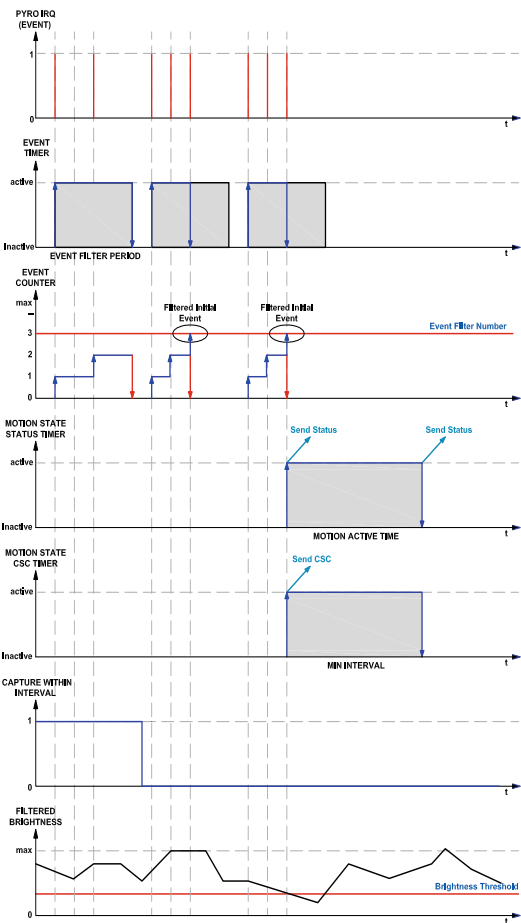 PYRO IRQ
(EVENT)
1
0
t
EVENT
TIMER
active
Inactive
EVENT FILTER PERIOD
t
EVENT
COUNTER
max
3
2
1
0
Filtered Initial
Event
Filtered Initial
Event
Event Filter Number
t
MOTION STATE
STATUS TIMER
Send Status
Send Status
active
Inactive
MOTION ACTIVE TIME
t
MOTION STATE
CSC TIMER
Send CSC
active
Inactive
MIN INTERVAL
t
CAPTURE WITHIN
INTERVAL
1
0
t
FILTERED
BRIGHTNESS
max
Brightness Threshold
0
t